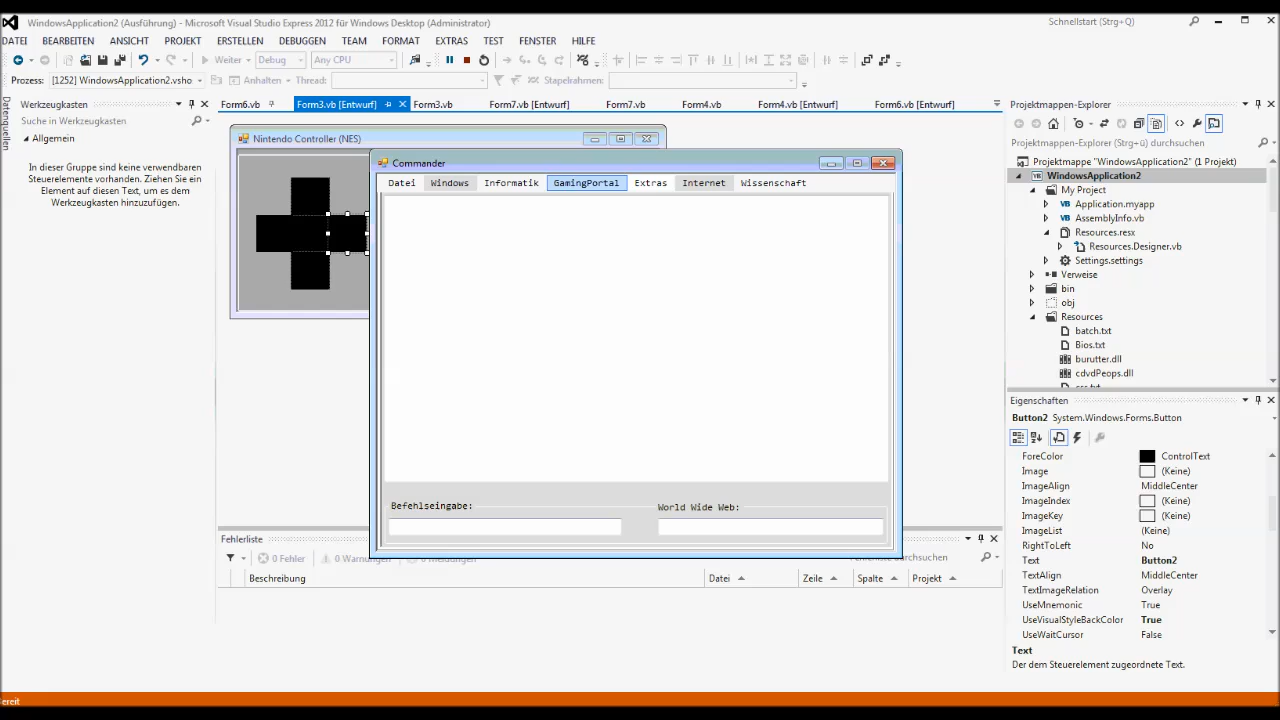 WindowsApplication2 (Ausführung) - Microsoft Visual Studio Express 2012 für Windows Desktop (Administrator)
Schnellstart (Strg+Q)
DATEI BEARBEITEN ANSICHT PROJEKT ERSTELLEN DEBUGGEN TEAM FORMAT EXTRAS TEST FENSTER HILFE
Weiter Debug Any CPU
Prozess: [1252] WindowsApplication2.vsho Anhalten Thread: Stapelrahmen:
Datenquellen
Werkzeugkasten
Suche in Werkzeugkasten
Allgemein
In dieser Gruppe sind keine verwendbaren
Steuerelemente vorhanden. Ziehen Sie ein
Element auf diesen Text, um es dem
Werkzeugkasten hinzuzufügen.
Form6.vb Form3.vb [Entwurf] Form3.vb Form7.vb [Entwurf] Form7.vb Form4.vb Form4.vb [Entwurf] Form6.vb [Entwurf]
Nintendo Controller (NES)
Commander
Datei Windows Informatik GamingPortal Extras Internet Wissenschaft
Befehlseingabe: World Wide Web:
Fehlerliste
0 Fehler 0 Warnungen 0 Meldungen Fehlerliste durchsuchen
Beschreibung Datei Zeile Spalte Projekt
Projektmappen-Explorer
Projektmappen-Explorer (Strg+ü) durchsuchen
Projektmappe "WindowsApplication2" (1 Projekt)
WindowsApplication2
My Project
Application.myapp
AssemblyInfo.vb
Resources.resx
Resources.Designer.vb
Settings.settings
Verweise
bin
obj
Resources
batch.txt
Bios.txt
burutter.dll
cdvdPeops.dll
Eigenschaften
Button2 System.Windows.Forms.Button
ForeColor ControlText
Image (Keine)
ImageAlign MiddleCenter
ImageIndex (Keine)
ImageKey (Keine)
ImageList (Keine)
RightToLeft No
Text Button2
TextAlign MiddleCenter
TextImageRelation Overlay
UseMnemonic True
UseVisualStyleBackColor True
UseWaitCursor False
Text
Der dem Steuerelement zugeordnete Text.
ereit